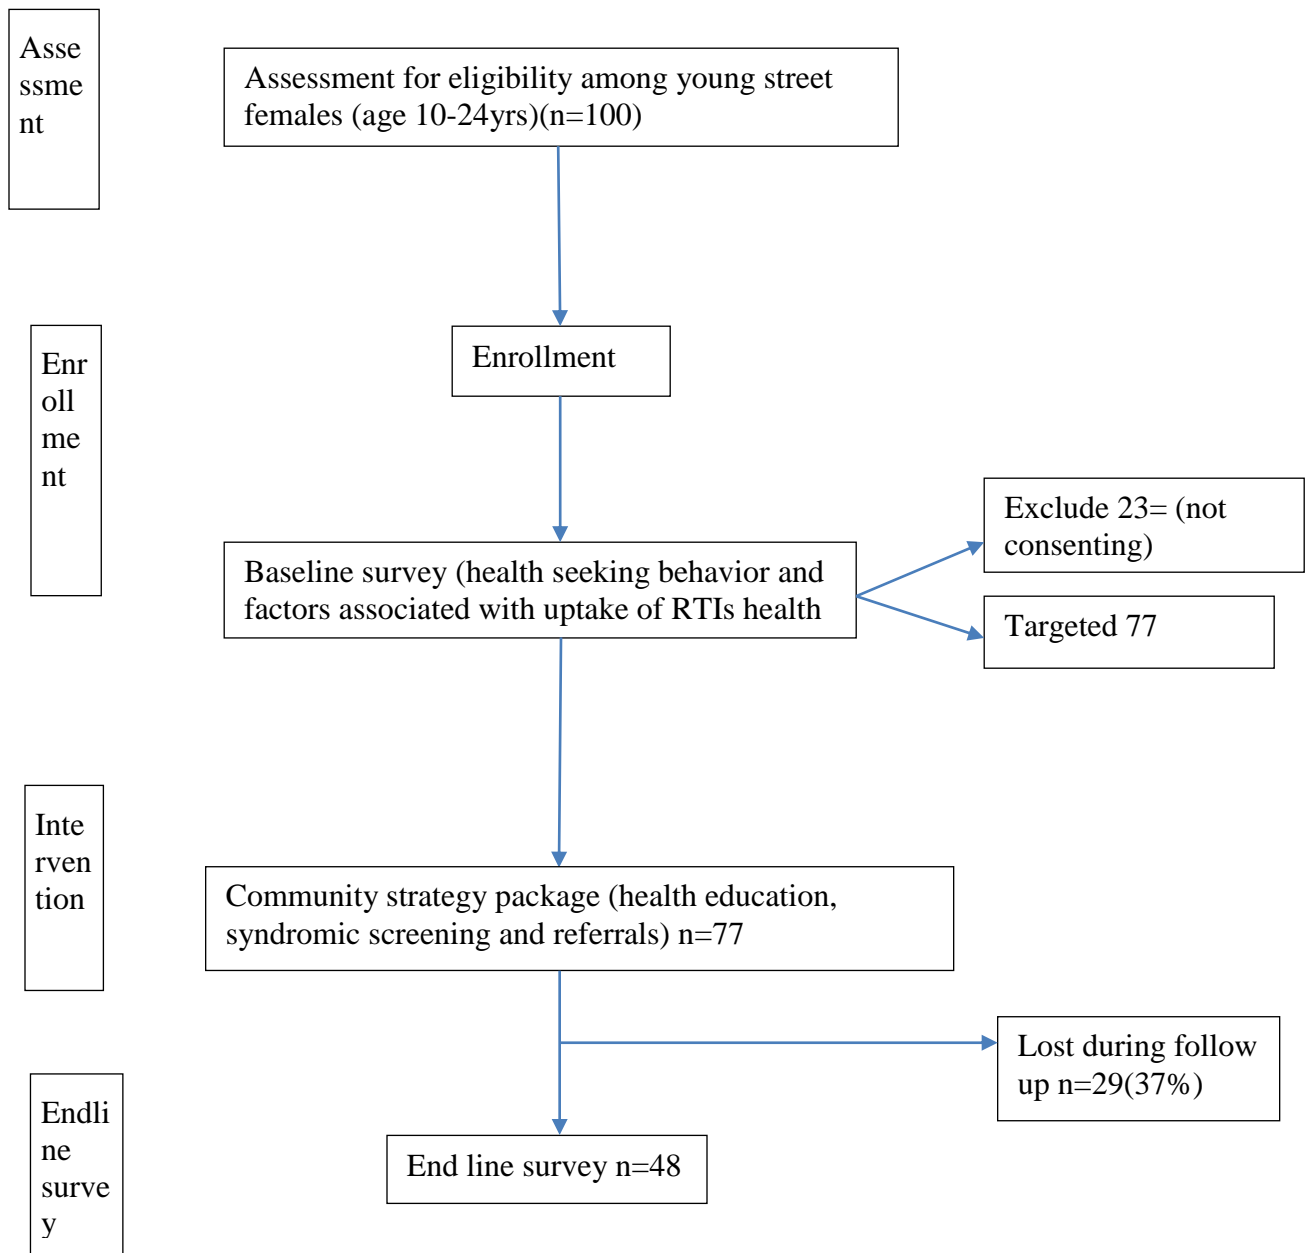 Asse
ssme
nt
Assessment for eligibility among young street
females (age 10-24yrs)(n=100)
Enr
oll
me
nt
Enrollment
Baseline survey (health seeking behavior and
factors associated with uptake of RTIs health
Exclude 23= (not
consenting)
Targeted 77
Inte
rven
tion
Community strategy package (health education,
syndromic screening and referrals) n=77
Lost during follow
up n=29(37%)
Endli
ne
surve
y
End line survey n=48